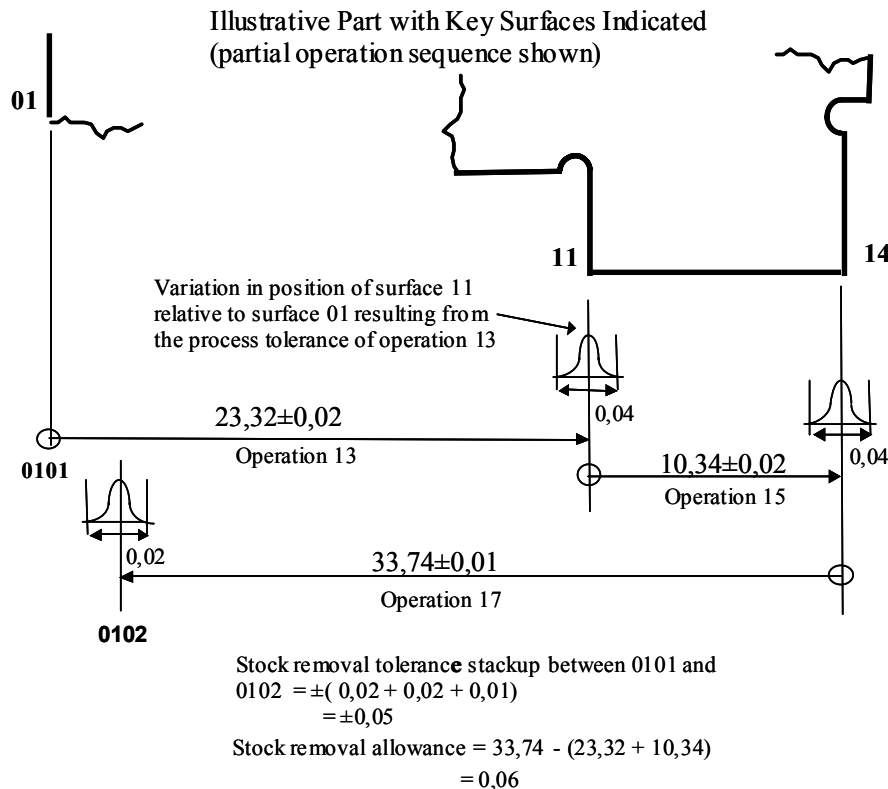 Illustrative Part with Key Surfaces Indicated
(partial operation sequence shown)
01
11
14
Variation in position of surface 11
relative to surface 01 resulting from
the process tolerance of operation 13
0,04
0,04
23,32±0,02
Operation 13
0101
10,34±0,02
Operation 15
0,02
33,74±0,01
Operation 17
0102
Stock removal tolerance stackup between 0101 and
0102 = ±( 0,02 + 0,02 + 0,01)
= ±0,05
Stock removal allowance = 33,74 - (23,32 + 10,34)
= 0,06